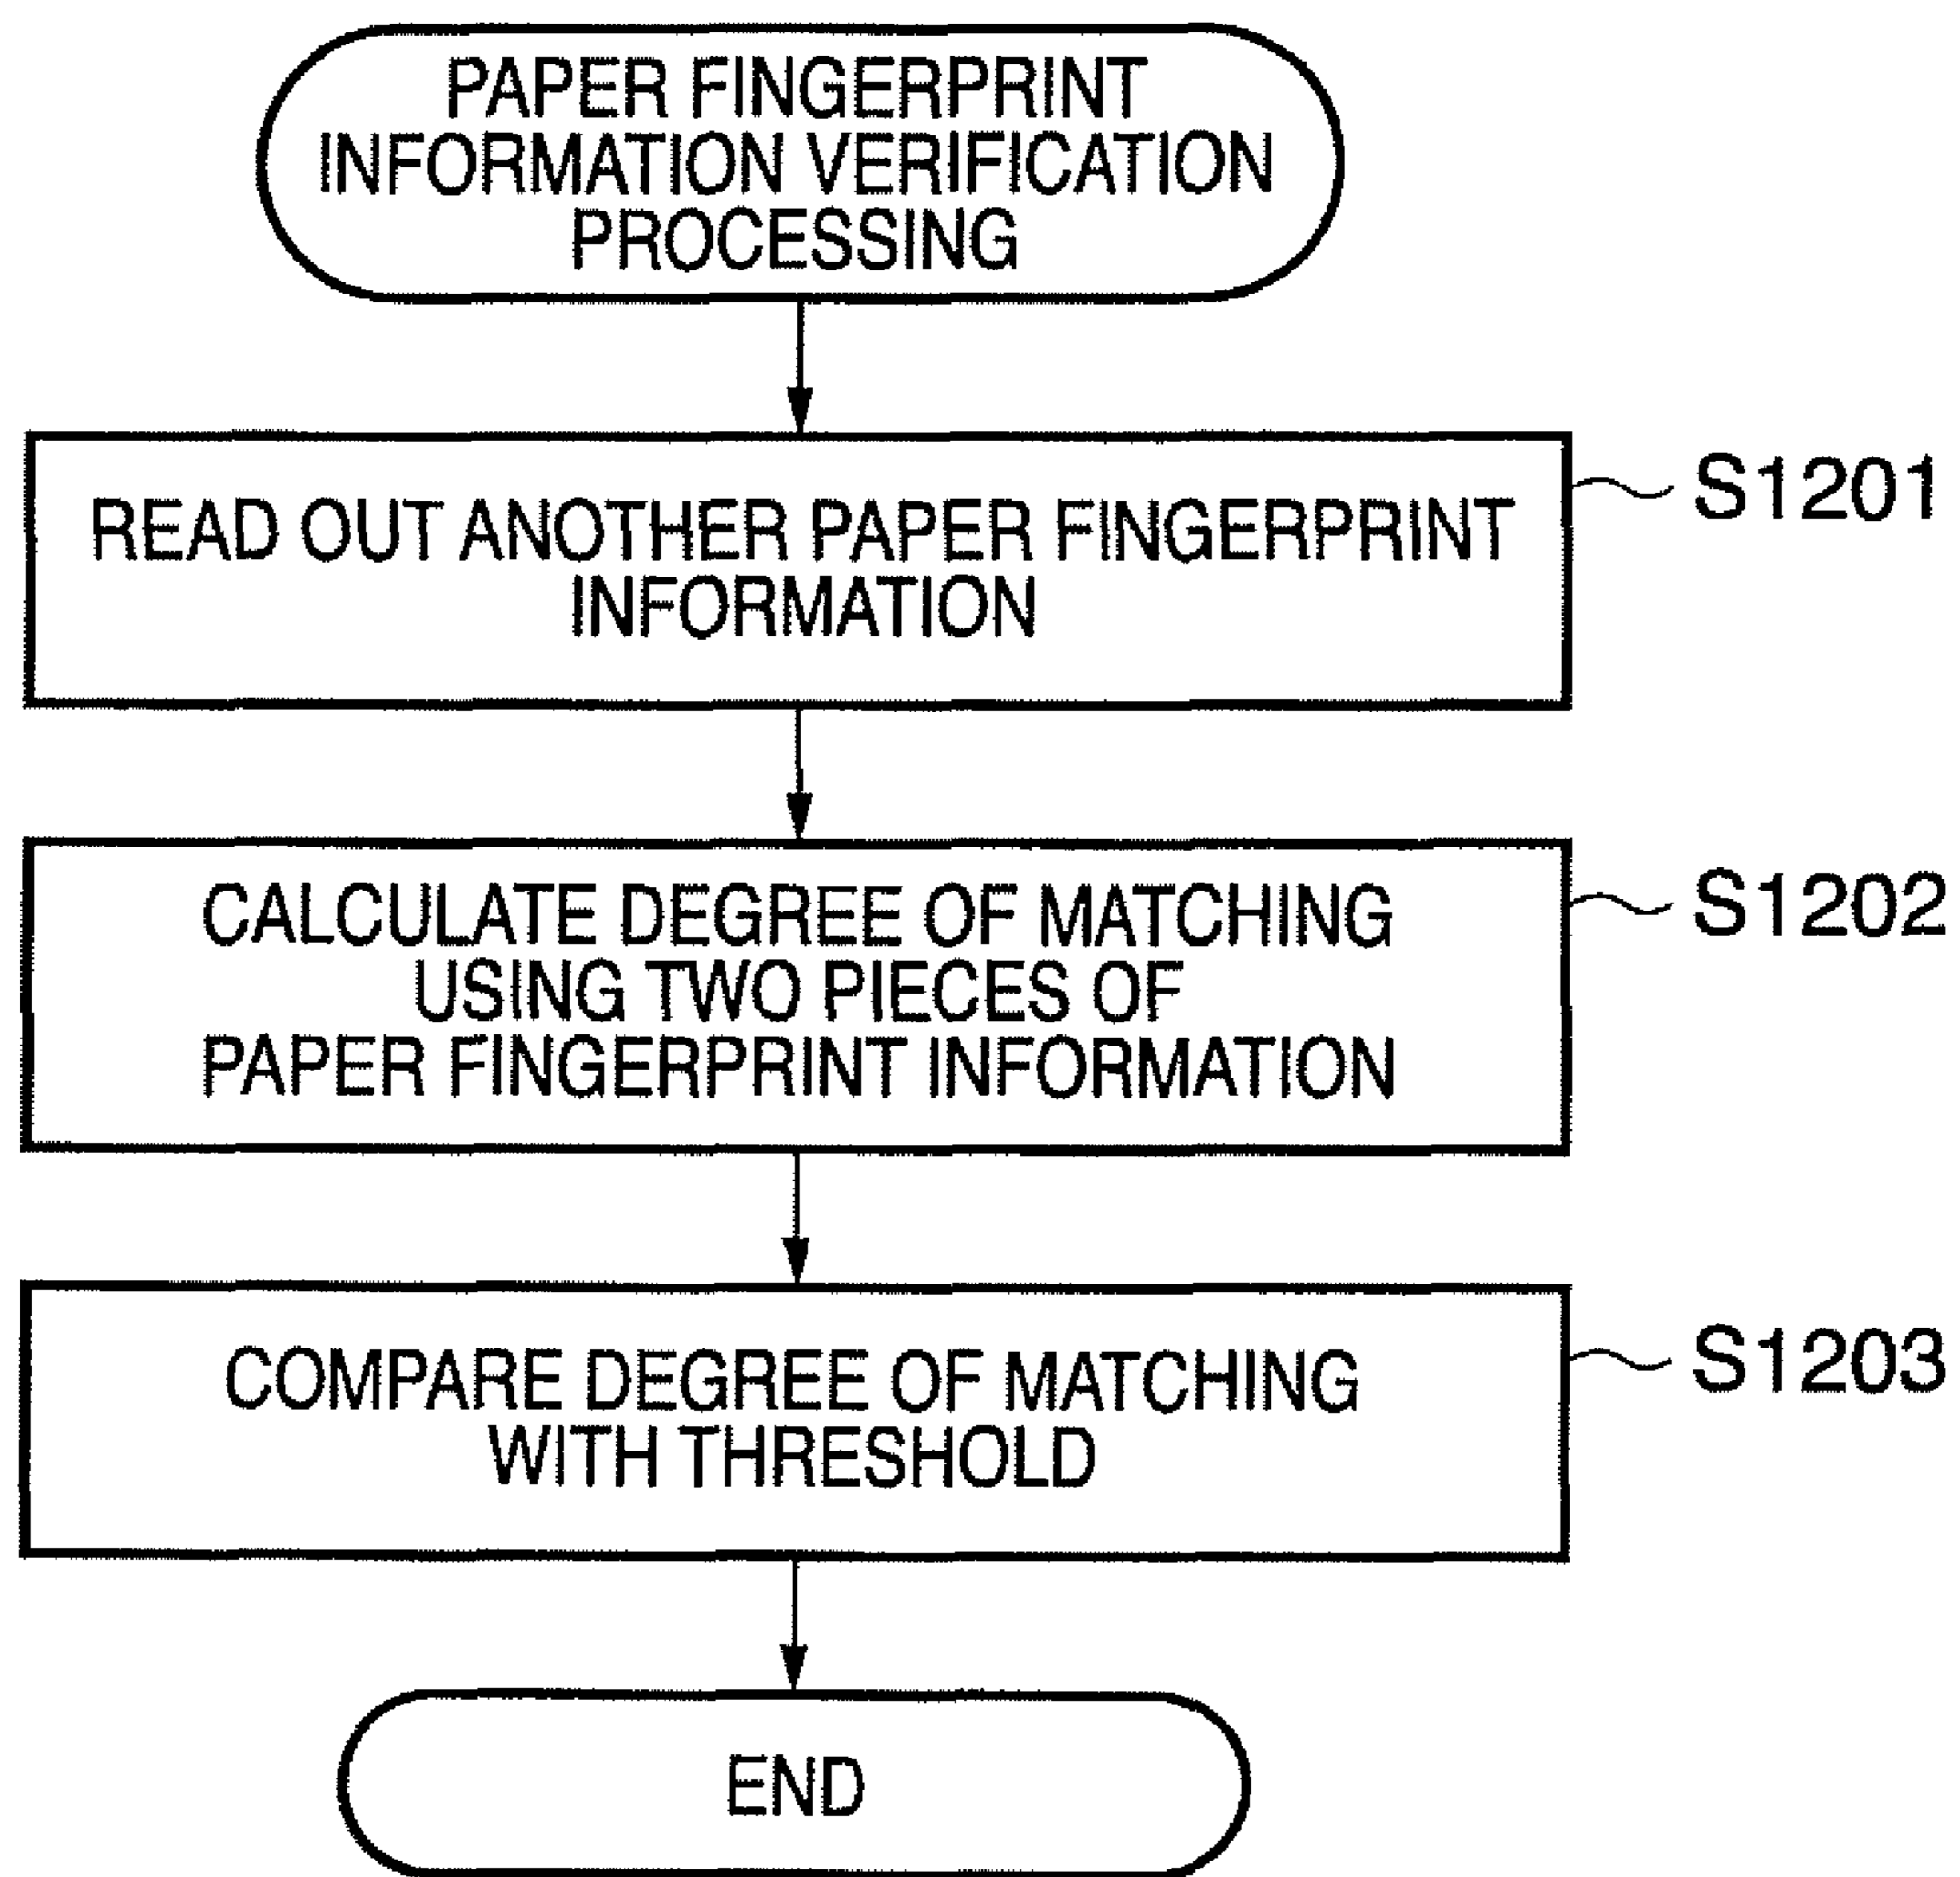 PAPER FINGERPRINT
INFORMATION VERIFICATION
PROCESSING
READ OUT ANOTHER PAPER FINGERPRINT
INFORMATION
S1201
CALCULATE DEGREE OF MATCHING
USING TWO PIECES OF
PAPER FINGERPRINT INFORMATION
S1202
COMPARE DEGREE OF MATCHING
WITH THRESHOLD
S1203
END